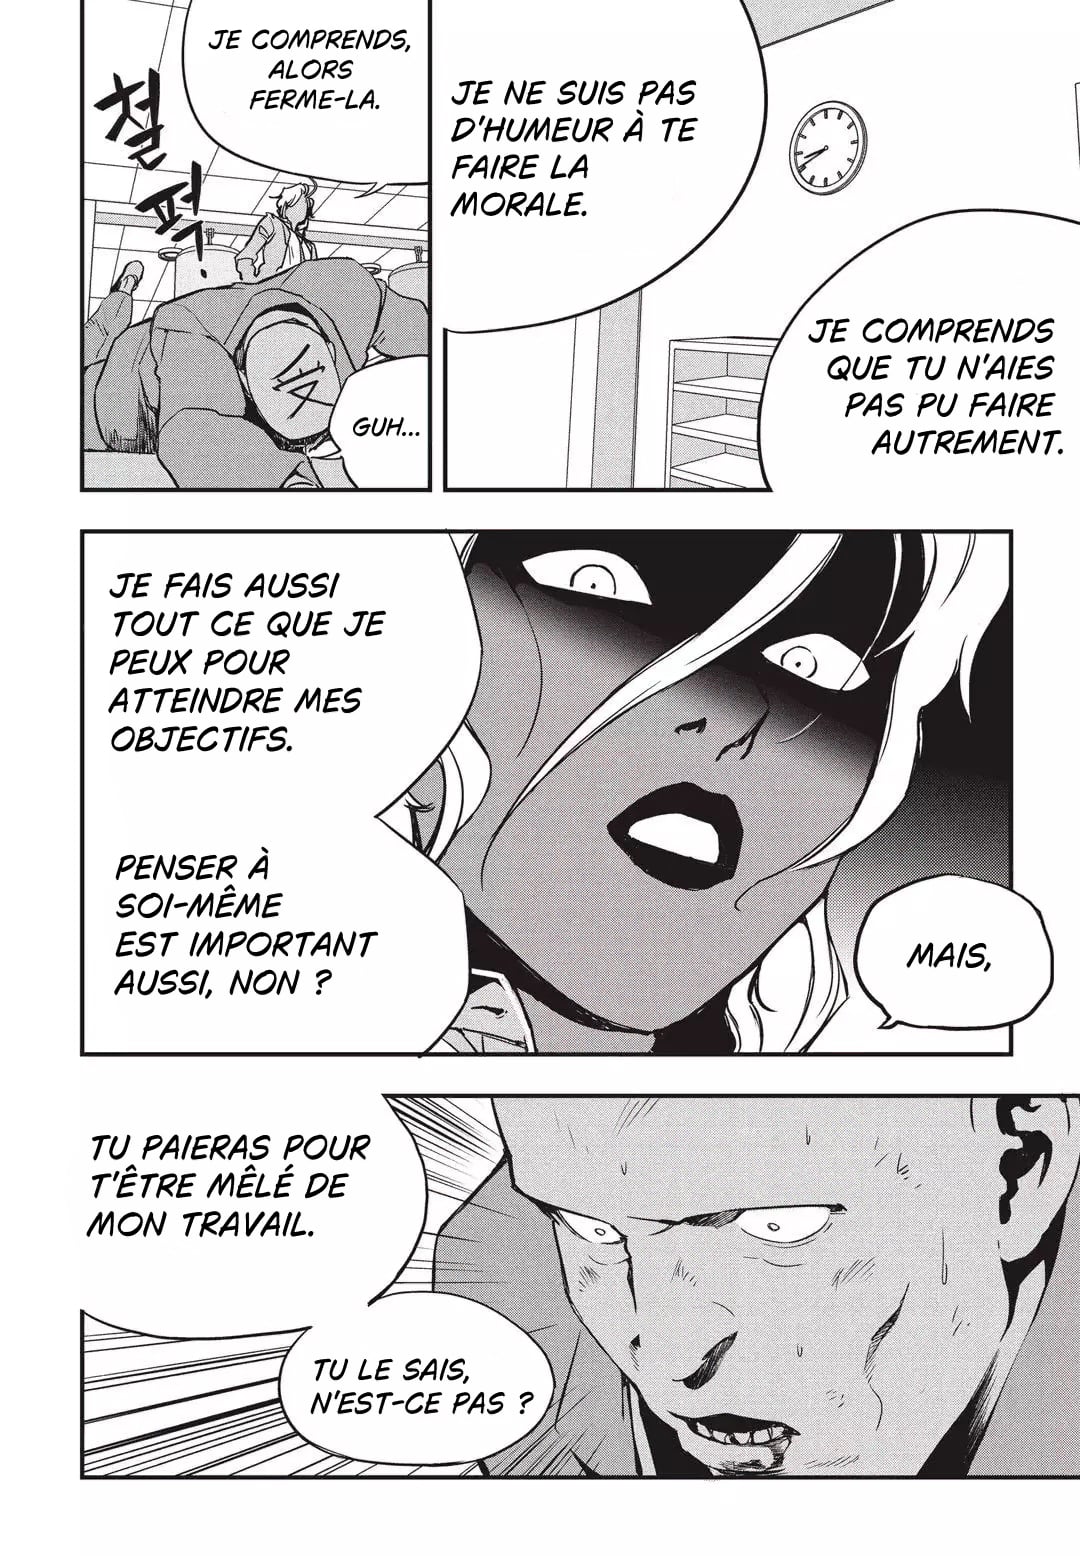 JE COMPRENDS,
ALORS
FERME-LA.
철
퍽.
GUH...
JE NE SUIS PAS
D'HUMEUR À TE
FAIRE LA
MORALE.
JE COMPRENDS
QUE TU N'AIES
PAS PU FAIRE
AUTREMENT.
JE FAIS AUSSI
TOUT CE QUE JE
PEUX POUR
ATTEINDRE MES
OBJECTIFS.
PENSER À
SOI-MÊME
EST IMPORTANT
AUSSI, NON ?
MAIS,
TU PAIERAS POUR
T'ÊTRE MÊLÉ DE
MON TRAVAIL.
TU LE SAIS,
N'EST-CE PAS ?